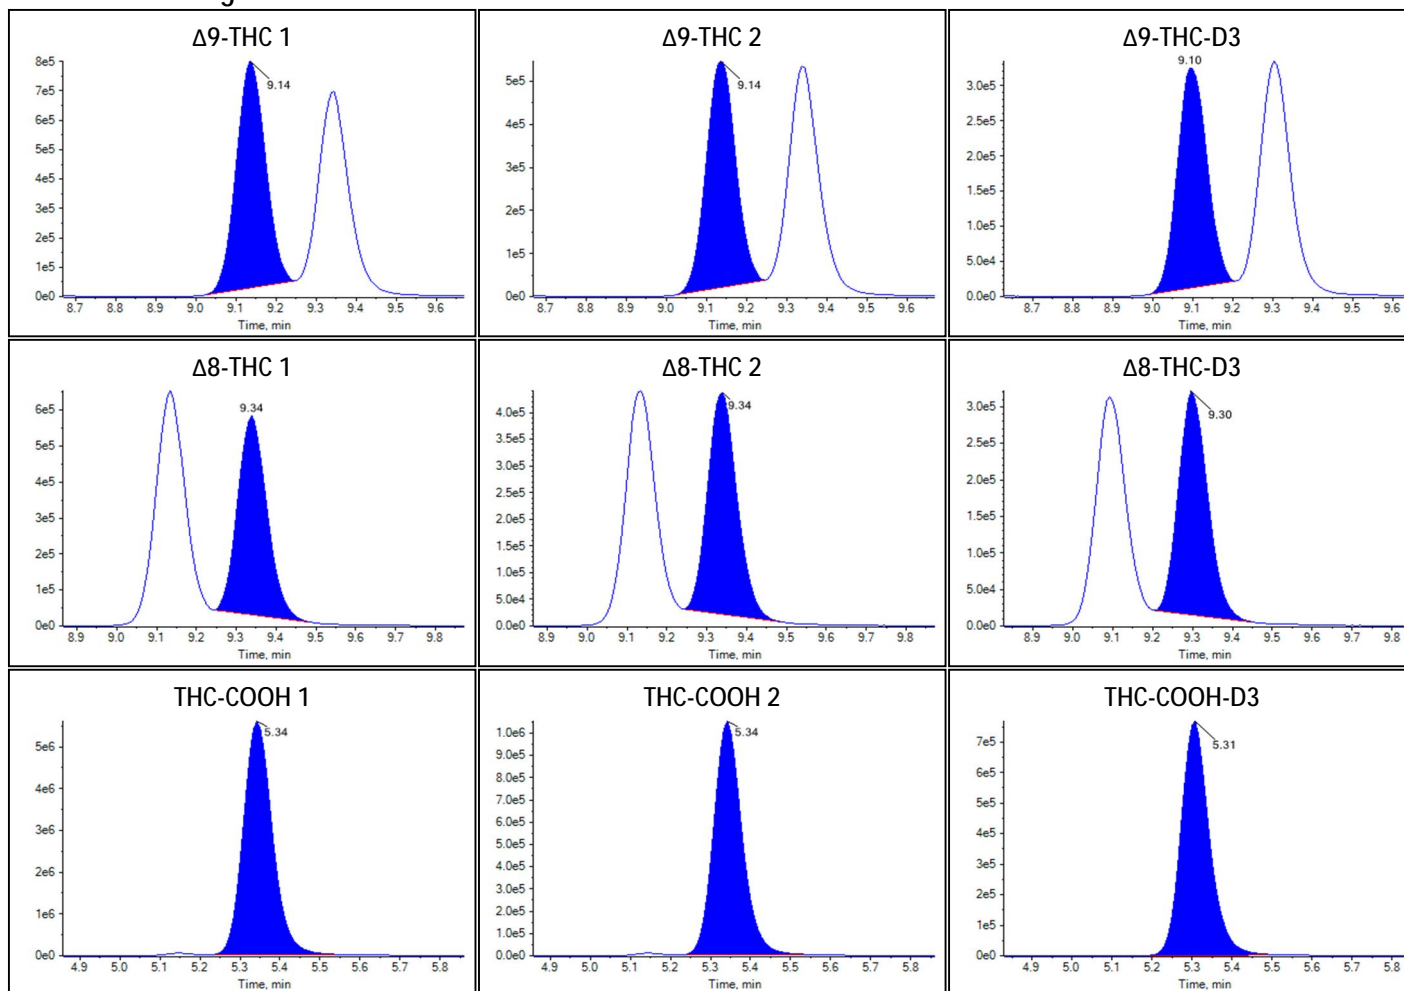 Δ9-THC 1
8e5
7e5
6e5
5e5
4e5
3e5
2e5
1e5
0e0
9.14
8.7 8.8 8.9 9.0 9.1 9.2 9.3 9.4 9.5 9.6
Time, min
Δ9-THC 2
5e5
4e5
3e5
2e5
1e5
0e0
9.14
8.7 8.8 8.9 9.0 9.1 9.2 9.3 9.4 9.5 9.6
Time, min
Δ9-THC-D3
9.10
3.0e5
2.5e5
2.0e5
1.5e5
1.0e5
5.0e4
0.0e0
8.7 8.8 8.9 9.0 9.1 9.2 9.3 9.4 9.5 9.6
Time, min
Δ8-THC 1
9.34
6e5
5e5
4e5
3e5
2e5
1e5
0e0
8.9 9.0 9.1 9.2 9.3 9.4 9.5 9.6 9.7 9.8
Time, min
Δ8-THC 2
9.34
4.0e5
3.5e5
3.0e5
2.5e5
2.0e5
1.5e5
1.0e5
5.0e4
0.0e0
8.9 9.0 9.1 9.2 9.3 9.4 9.5 9.6 9.7 9.8
Time, min
Δ8-THC-D3
9.30
3.0e5
2.5e5
2.0e5
1.5e5
1.0e5
5.0e4
0.0e0
8.9 9.0 9.1 9.2 9.3 9.4 9.5 9.6 9.7 9.8
Time, min
THC-COOH 1
5.34
5e6
4e6
3e6
2e6
1e6
0e0
4.9 5.0 5.1 5.2 5.3 5.4 5.5 5.6 5.7 5.8
Time, min
THC-COOH 2
5.34
1.0e6
9.0e5
8.0e5
7.0e5
6.0e5
5.0e5
4.0e5
3.0e5
2.0e5
1.0e5
0.0e0
4.9 5.0 5.1 5.2 5.3 5.4 5.5 5.6 5.7 5.8
Time, min
THC-COOH-D3
5.31
7e5
6e5
5e5
4e5
3e5
2e5
1e5
0e0
4.9 5.0 5.1 5.2 5.3 5.4 5.5 5.6 5.7 5.8
Time, min